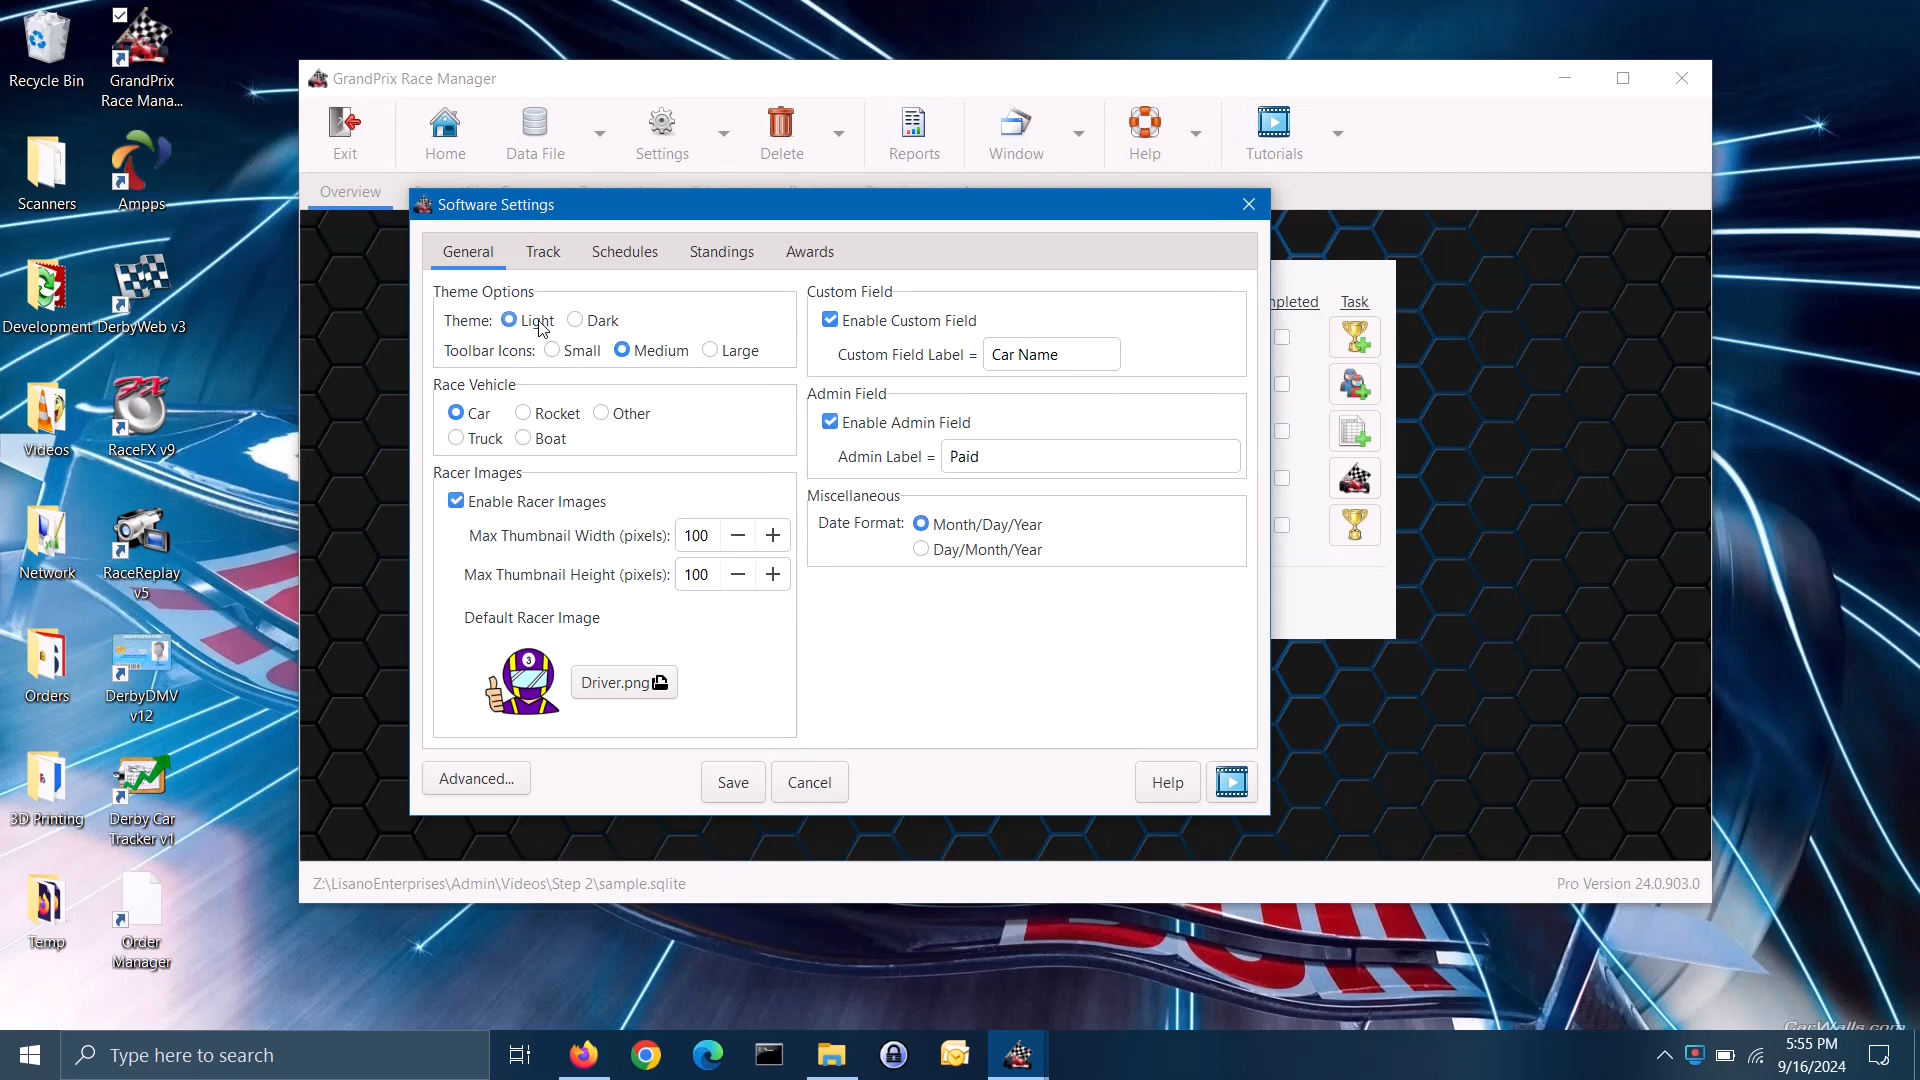 Recycle Bin
GrandPrix
Race Mana...
Scanners
Ampps
Development
DerbyWeb v3
Videos
RaceFX v9
Network
RaceReplay
v5
Orders
DerbyDMV
v12
3D Printing
Derby Car
Tracker v1
Temp
Order
Manager
GrandPrix Race Manager
Exit
Home
Data File
Settings
Delete
Reports
Window
Help
Tutorials
Overview
Software Settings
General
Track
Schedules
Standings
Awards
Theme Options
Theme: Light Dark
Toolbar Icons: Small Medium Large
Race Vehicle
Car Rocket Other
Truck Boat
Racer Images
Enable Racer Images
Max Thumbnail Width (pixels): 100
Max Thumbnail Height (pixels): 100
Default Racer Image
3
Driver.png
Custom Field
Enable Custom Field
Custom Field Label = Car Name
Admin Field
Enable Admin Field
Admin Label = Paid
Miscellaneous
Date Format: Month/Day/Year
Day/Month/Year
Advanced...
Save
Cancel
Help
mpleted Task
Z:\LisanoEnterprises\Admin\Videos\Step 2\sample.sqlite
Pro Version 24.0.903.0
CarWalls.com
Type here to search
5:55 PM
9/16/2024